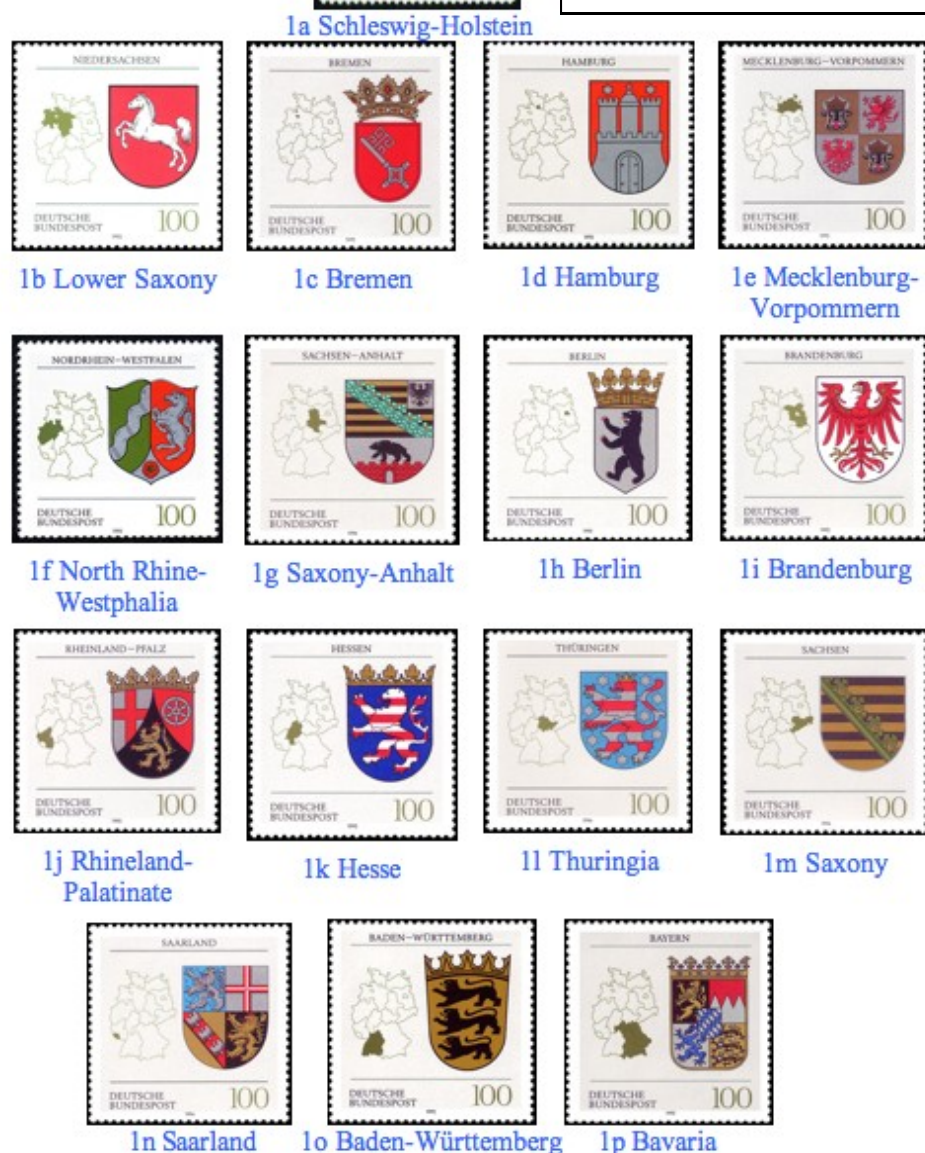 1a Schleswig-Holstein
NIEDERSACHSEN
DEUTSCHE
BUNDESPOST
100
1b Lower Saxony
BREMEN
DEUTSCHE
BUNDESPOST
100
1c Bremen
HAMBURG
DEUTSCHE
BUNDESPOST
100
1d Hamburg
MECKLENBURG-VORPOMMERN
DEUTSCHE
BUNDESPOST
100
1e Mecklenburg-
Vorpommern
NORDRHEIN-WESTFALEN
DEUTSCHE
BUNDESPOST
100
1f North Rhine-
Westphalia
SACHSEN-ANHALT
DEUTSCHE
BUNDESPOST
100
1g Saxony-Anhalt
BERLIN
DEUTSCHE
BUNDESPOST
100
1h Berlin
BRANDENBURG
DEUTSCHE
BUNDESPOST
100
1i Brandenburg
RHEINLAND-PFALZ
DEUTSCHE
BUNDESPOST
100
1j Rhineland-
Palatinate
HESSEN
DEUTSCHE
BUNDESPOST
100
1k Hesse
THÜRINGEN
DEUTSCHE
BUNDESPOST
100
1l Thuringia
SACHSEN
DEUTSCHE
BUNDESPOST
100
1m Saxony
SAARLAND
DEUTSCHE
BUNDESPOST
100
1n Saarland
BADEN-WÜRTTEMBERG
DEUTSCHE
BUNDESPOST
100
1o Baden-Württemberg
BAYERN
DEUTSCHE
BUNDESPOST
100
1p Bavaria